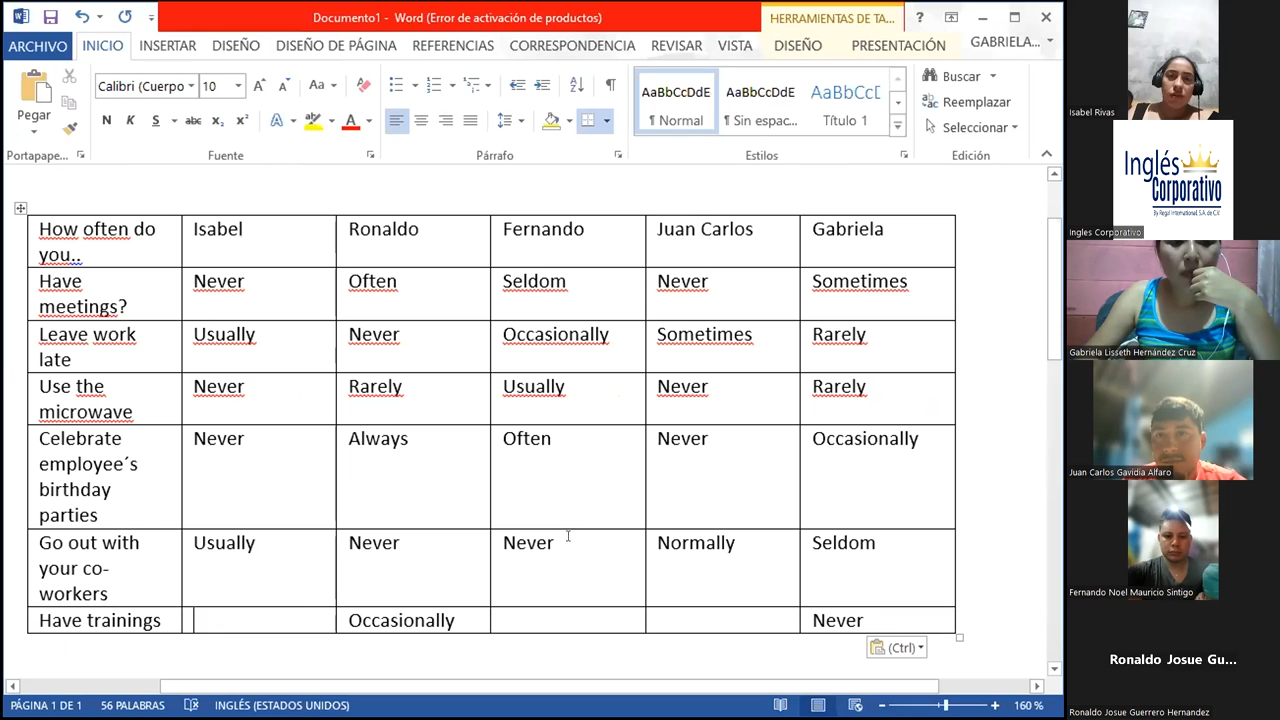 Documento1 - Word (Error de activación de productos)
HERRAMIENTAS DE TA...
ARCHIVO
INICIO
INSERTAR
DISEÑO
DISEÑO DE PÁGINA
REFERENCIAS
CORRESPONDENCIA
REVISAR
VISTA
DISEÑO
PRESENTACIÓN
GABRIELA...
Pegar
Calibri (Cuerpo
10
Aa
N K S abc x₂ x²
AaBbCcDdE
¶ Normal
AaBbCcDdE
¶ Sin espac...
AaBbCcD
Título 1
Buscar
Reemplazar
Seleccionar
Portapape...
Fuente
Párrafo
Estilos
Edición
How often do you..
Isabel
Ronaldo
Fernando
Juan Carlos
Gabriela
Have meetings?
Never
Often
Seldom
Never
Sometimes
Leave work late
Usually
Never
Occasionally
Sometimes
Rarely
Use the microwave
Never
Rarely
Usually
Never
Rarely
Celebrate employee´s birthday parties
Never
Always
Often
Never
Occasionally
Go out with your co-workers
Usually
Never
Never
Normally
Seldom
Have trainings
Occasionally
Never
(Ctrl)
PÁGINA 1 DE 1
56 PALABRAS
INGLÉS (ESTADOS UNIDOS)
160 %
Isabel Rivas
Inglés
Corporativo
By Regal International, S.A. de C.V.
Ingles Corporativo
Gabriela Lisseth Hernández Cruz
Juan Carlos Gavidia Alfaro
Fernando Noel Mauricio Sintigo
Ronaldo Josue Gu...
Ronaldo Josue Guerrero Hernandez